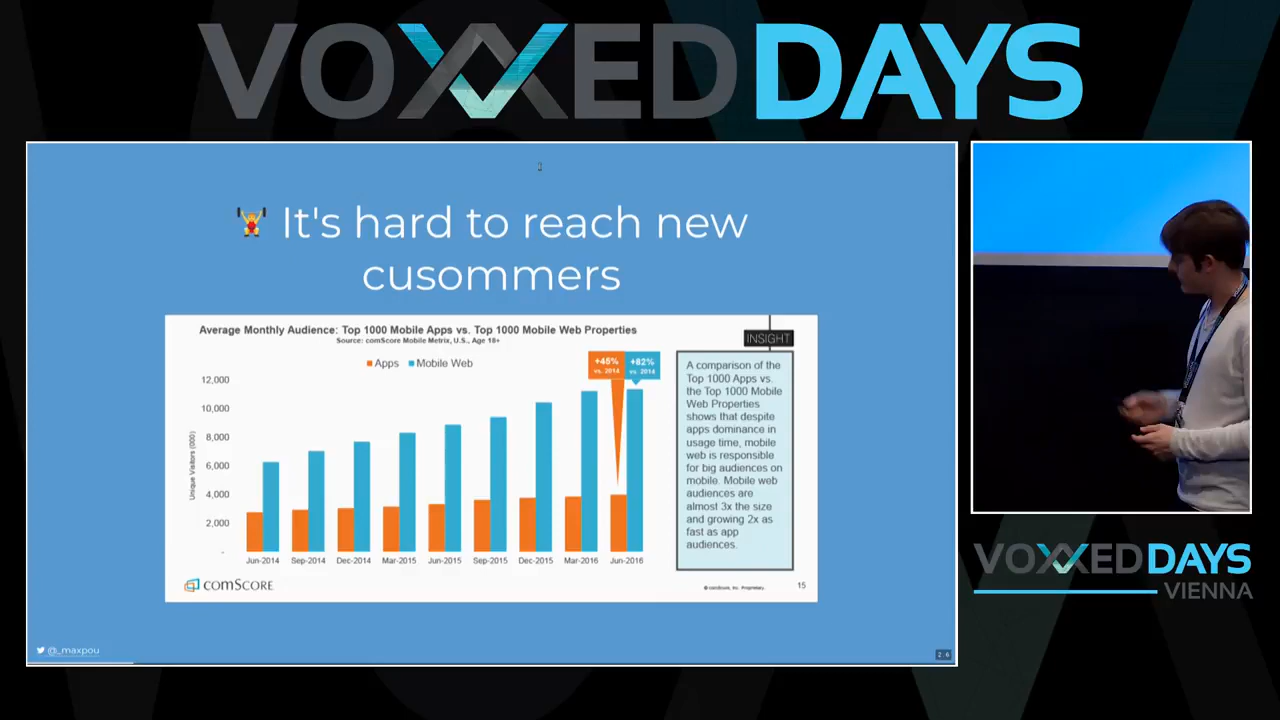 VOXXED DAYS
It's hard to reach new
cusommers
Average Monthly Audience: Top 1000 Mobile Apps vs. Top 1000 Mobile Web Properties
Source: comScore Mobile Metrix, U.S., Age 18+
INSIGHT
Apps Mobile Web
+45% +82%
vs. 2014 vs. 2014
Unique Visitors (000)
12,000
10,000
8,000
6,000
4,000
2,000
-
Jun-2014 Sep-2014 Dec-2014 Mar-2015 Jun-2015 Sep-2015 Dec-2015 Mar-2016 Jun-2016
A comparison of the
Top 1000 Apps vs.
the Top 1000 Mobile
Web Properties
shows that despite
apps dominance in
usage time, mobile
web is responsible
for big audiences on
mobile. Mobile web
audiences are
almost 3x the size
and growing 2x as
fast as app
audiences.
comSCORE
© comScore, Inc. Proprietary. 15
@_maxpou
2.6
VOXXED DAYS
VIENNA